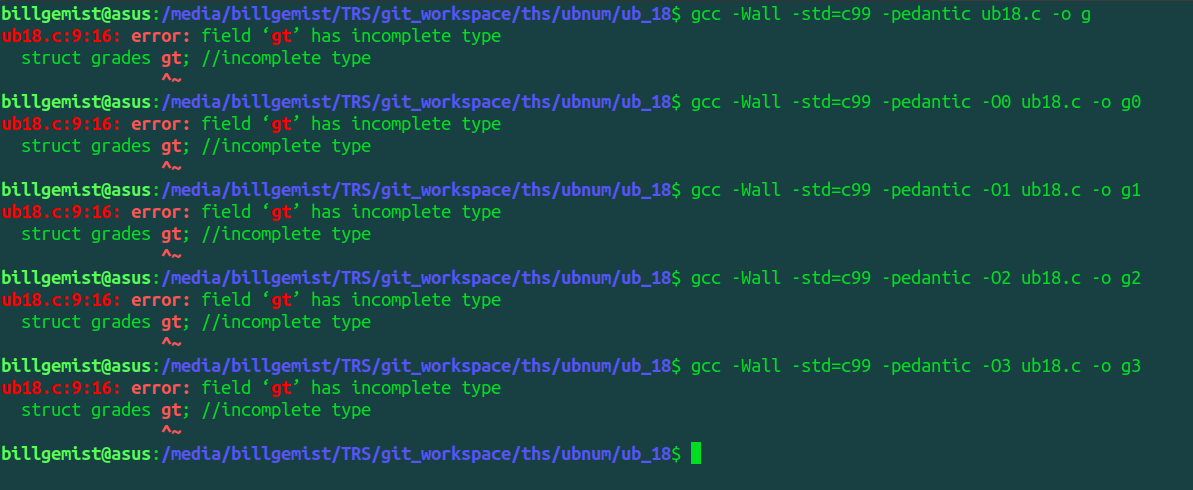 billgemist@asus:/media/billgemist/TRS/git_workspace/ths/ubnum/ub_18$ gcc -Wall -std=c99 -pedantic ub18.c -o g
ub18.c:9:16: error: field ‘gt’ has incomplete type
  struct grades gt; //incomplete type
                ^~
billgemist@asus:/media/billgemist/TRS/git_workspace/ths/ubnum/ub_18$ gcc -Wall -std=c99 -pedantic -O0 ub18.c -o g0
ub18.c:9:16: error: field ‘gt’ has incomplete type
  struct grades gt; //incomplete type
                ^~
billgemist@asus:/media/billgemist/TRS/git_workspace/ths/ubnum/ub_18$ gcc -Wall -std=c99 -pedantic -O1 ub18.c -o g1
ub18.c:9:16: error: field ‘gt’ has incomplete type
  struct grades gt; //incomplete type
                ^~
billgemist@asus:/media/billgemist/TRS/git_workspace/ths/ubnum/ub_18$ gcc -Wall -std=c99 -pedantic -O2 ub18.c -o g2
ub18.c:9:16: error: field ‘gt’ has incomplete type
  struct grades gt; //incomplete type
                ^~
billgemist@asus:/media/billgemist/TRS/git_workspace/ths/ubnum/ub_18$ gcc -Wall -std=c99 -pedantic -O3 ub18.c -o g3
ub18.c:9:16: error: field ‘gt’ has incomplete type
  struct grades gt; //incomplete type
                ^~
billgemist@asus:/media/billgemist/TRS/git_workspace/ths/ubnum/ub_18$